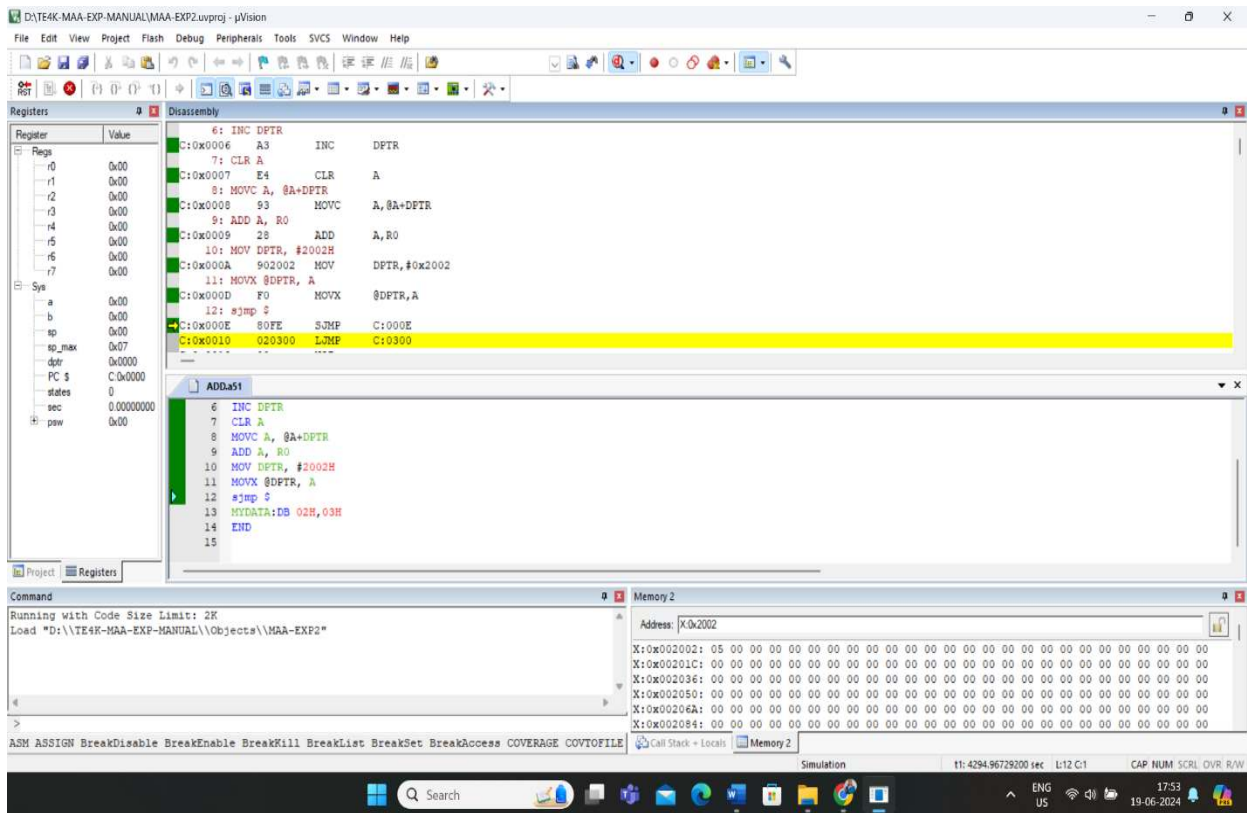 D:\TE4K-MAA-EXP-MANUAL\MAA-EXP2.uvproj - µVision
File Edit View Project Flash Debug Peripherals Tools SVCS Window Help
Registers
Register Value
Regs
r0 0x00
r1 0x00
r2 0x00
r3 0x00
r4 0x00
r5 0x00
r6 0x00
r7 0x00
Sys
a 0x00
b 0x00
sp 0x00
sp_max 0x07
dptr 0x0000
PC $ C:0x0000
states 0
sec 0.00000000
psw 0x00
Project Registers
Disassembly
6: INC DPTR
C:0x0006 A3 INC DPTR
7: CLR A
C:0x0007 E4 CLR A
8: MOVC A, @A+DPTR
C:0x0008 93 MOVC A,@A+DPTR
9: ADD A, R0
C:0x0009 28 ADD A,R0
10: MOV DPTR, #2002H
C:0x000A 902002 MOV DPTR,#0x2002
11: MOVX @DPTR, A
C:0x000D F0 MOVX @DPTR,A
12: sjmp $
C:0x000E 80FE SJMP C:000E
C:0x0010 020300 LJMP C:0300
ADD.a51
6 INC DPTR
7 CLR A
8 MOVC A, @A+DPTR
9 ADD A, R0
10 MOV DPTR, #2002H
11 MOVX @DPTR, A
12 sjmp $
13 MYDATA:DB 02H,03H
14 END
15
Command
Running with Code Size Limit: 2K
Load "D:\\TE4K-MAA-EXP-MANUAL\\Objects\\MAA-EXP2"
>
ASM ASSIGN BreakDisable BreakEnable BreakKill BreakList BreakSet BreakAccess COVERAGE COVTOFILE
Memory 2
Address: X:0x2002
X:0x002002: 05 00 00 00 00 00 00 00 00 00 00 00 00 00 00 00 00 00 00 00 00 00 00 00 00 00
X:0x00201C: 00 00 00 00 00 00 00 00 00 00 00 00 00 00 00 00 00 00 00 00 00 00 00 00 00 00
X:0x002036: 00 00 00 00 00 00 00 00 00 00 00 00 00 00 00 00 00 00 00 00 00 00 00 00 00 00
X:0x002050: 00 00 00 00 00 00 00 00 00 00 00 00 00 00 00 00 00 00 00 00 00 00 00 00 00 00
X:0x00206A: 00 00 00 00 00 00 00 00 00 00 00 00 00 00 00 00 00 00 00 00 00 00 00 00 00 00
X:0x002084: 00 00 00 00 00 00 00 00 00 00 00 00 00 00 00 00 00 00 00 00 00 00 00 00 00 00
Call Stack + Locals Memory 2
Simulation t1: 4294.96729200 sec L:12 C:1 CAP NUM SCRL OVR R/W
Search
ENG
US
17:53
19-06-2024